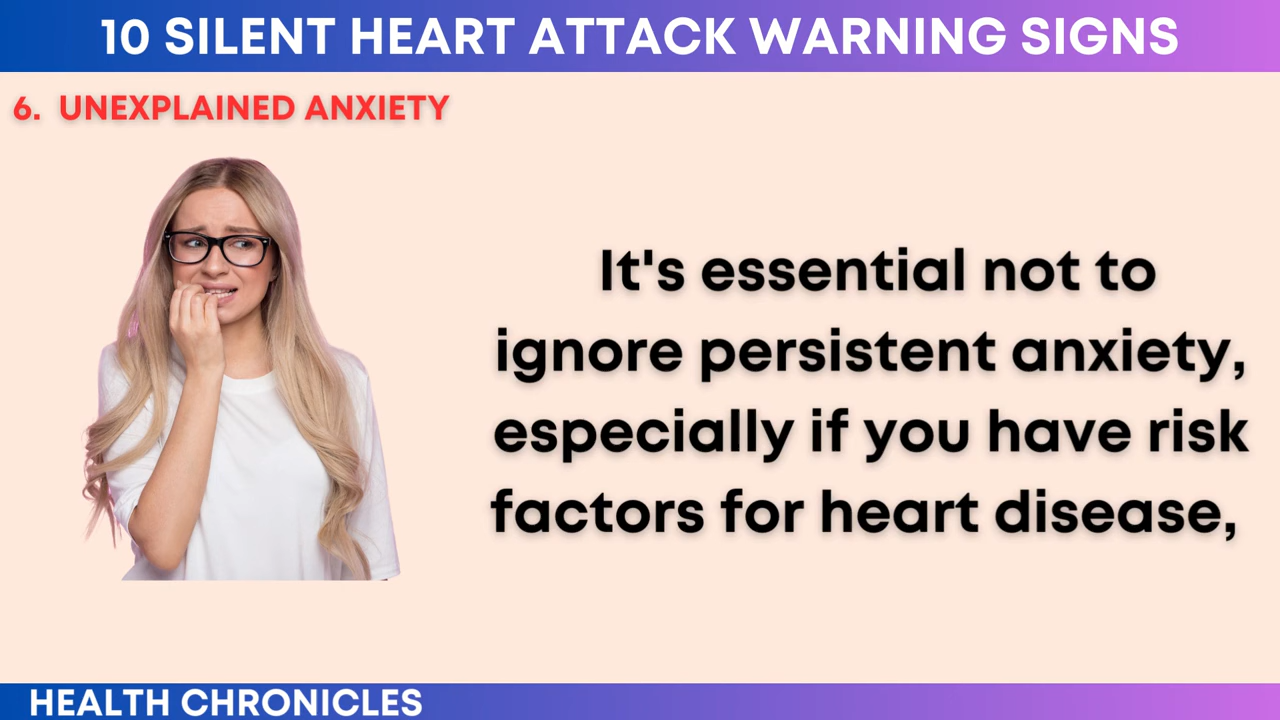 10 SILENT HEART ATTACK WARNING SIGNS
6. UNEXPLAINED ANXIETY
It's essential not to
ignore persistent anxiety,
especially if you have risk
factors for heart disease,
HEALTH CHRONICLES